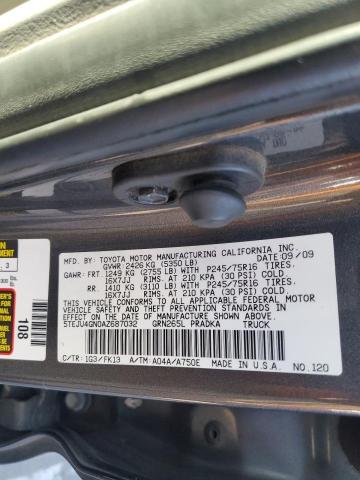 MFD. BY: TOYOTA MOTOR MANUFACTURING CALIFORNIA INC.
GVWR: 2426 KG (5350 LB) DATE: 09/09
GAWR: FRT. 1249 KG (2755 LB) WITH P245/75R16 TIRES.
16X7JJ RIMS. AT 210 KPA (30 PSI) COLD
RR. 1410 KG (3110 LB) WITH P245/75R16 TIRES.
16X7JJ RIMS. AT 210 KPA (30 PSI) COLD
THIS VEHICLE CONFORMS TO ALL APPLICABLE FEDERAL
MOTOR VEHICLE SAFETY AND THEFT PREVENTION STANDARDS IN
EFFECT ON THE DATE OF MANUFACTURE SHOWN ABOVE.
5TEJU4GN0AZ687032 GRN265L PRADKA TRUCK
C/TR: 1G3/FK13 A/TM: A04A/A750E MADE IN U.S.A. NO. 120
108